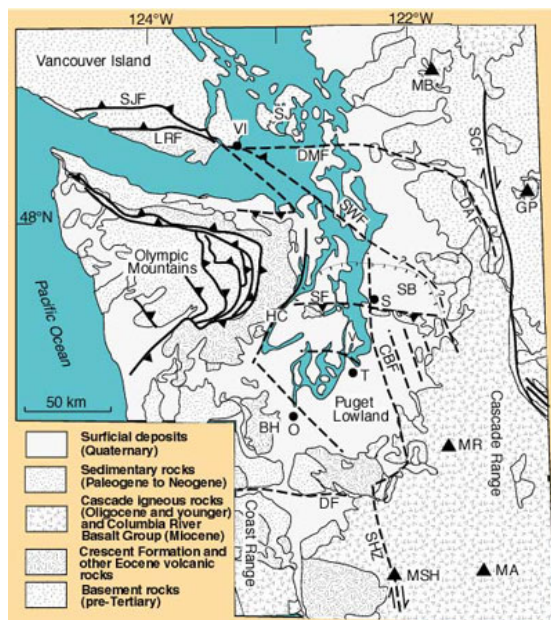 124°W
122°W
Vancouver Island
MB
SJF
SJ
LRF
VI
SCF
DMF
GP
SWF
DAF
48°N
Olympic
Mountains
SB
S
SF
HC
Pacific Ocean
CBF
T
50 km
Puget
Lowland
BH
O
Cascade Range
MR
Surficial deposits
(Quaternary)
Sedimentary rocks
(Paleogene to Neogene)
Cascade igneous rocks
(Oligocene and younger)
and Columbia River
Basalt Group (Miocene)
Crescent Formation and
other Eocene volcanic
rocks
Basement rocks
(pre-Tertiary)
DF
Coast Range
SHZ
MSH
MA